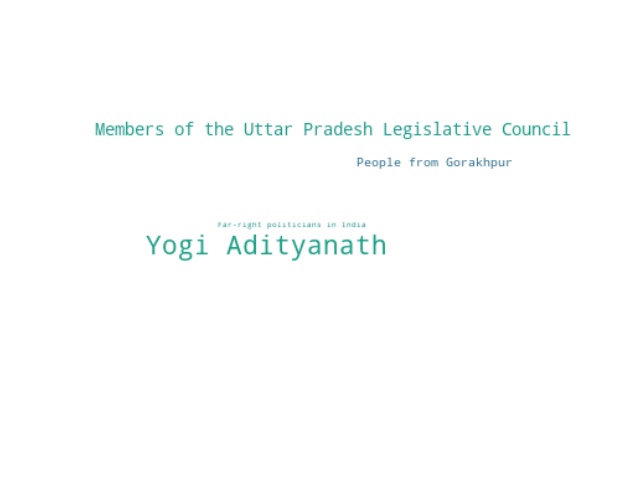 Members of the Uttar Pradesh Legislative Council
People from Gorakhpur
Far-right politicians in India
Yogi Adityanath